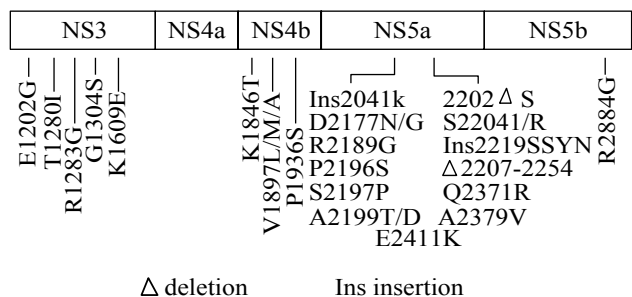 NS3 NS4a NS4b NS5a NS5b
E1202G
T1280I
R1283G
G1304S
K1609E
K1846T
V1897L/M/A
P1936S
Ins2041k
D2177N/G
R2189G
P2196S
S2197P
A2199T/D
2202 Δ S
S22041/R
Ins2219SSYN
Δ2207-2254
Q2371R
A2379V
E2411K
R2884G
Δ deletion Ins insertion